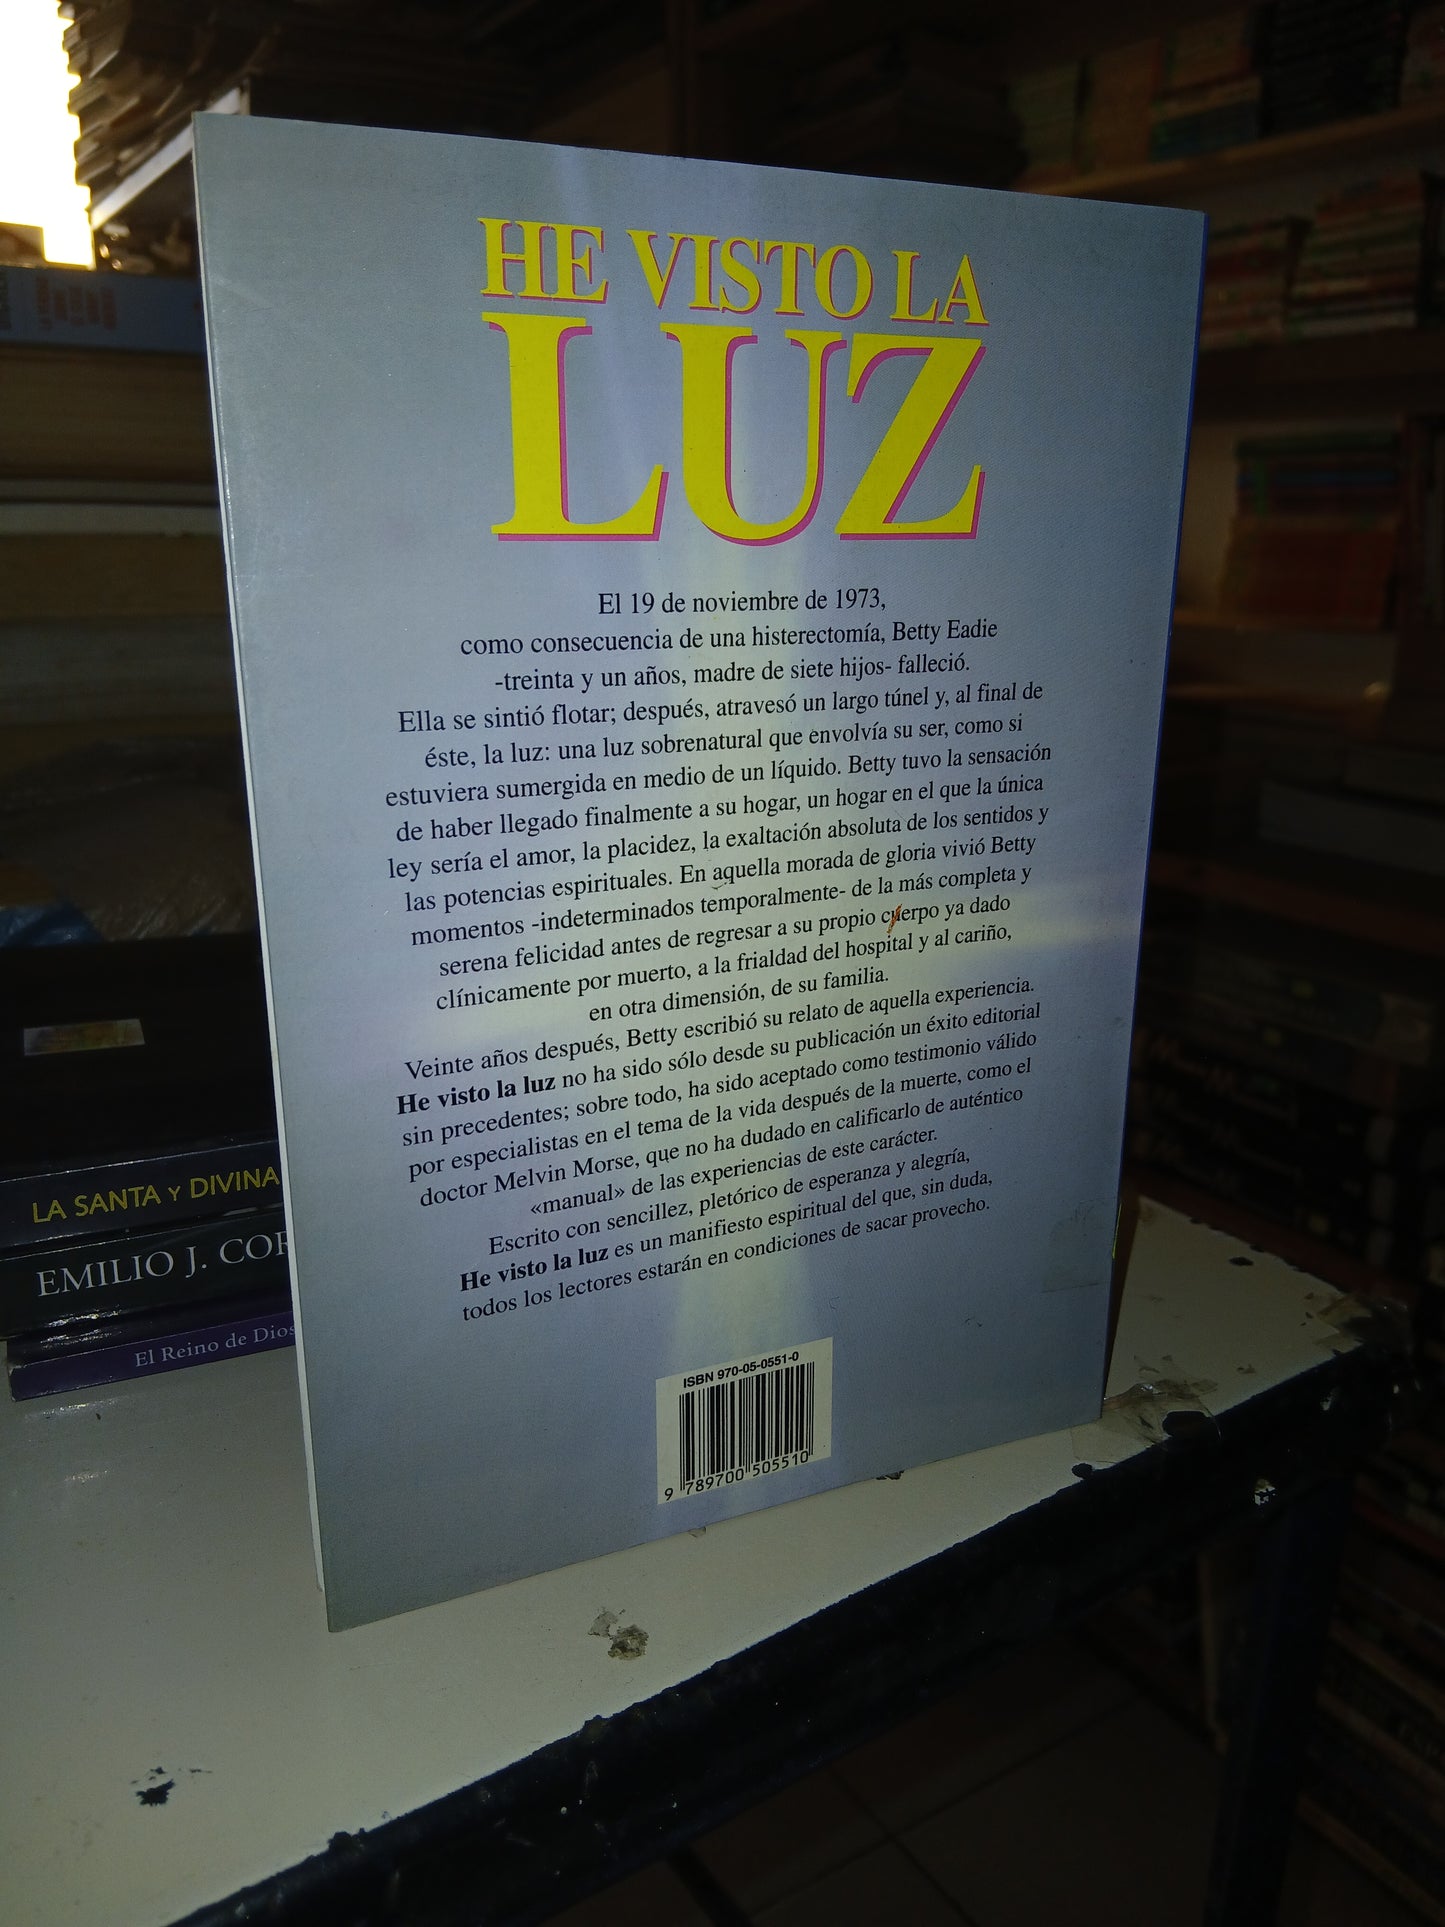 HE VISTO LA
LUZ
El 19 de noviembre de 1973,
como consecuencia de una histerectomía, Betty Eadie
-treinta y un años, madre de siete hijos- falleció.
Ella se sintió flotar; después, atravesó un largo túnel y, al final de
éste, la luz: una luz sobrenatural que envolvía su ser, como si
estuviera sumergida en medio de un líquido. Betty tuvo la sensación
de haber llegado finalmente a su hogar, un hogar en el que la única
ley sería el amor, la placidez, la exaltación absoluta de los sentidos y
las potencias espirituales. En aquella morada de gloria vivió Betty
momentos -indeterminados temporalmente- de la más completa y
serena felicidad antes de regresar a su propio cuerpo ya dado
clínicamente por muerto, a la frialdad del hospital y al cariño,
en otra dimensión, de su familia.
Veinte años después, Betty escribió su relato de aquella experiencia.
He visto la luz no ha sido sólo desde su publicación un éxito editorial
sin precedentes; sobre todo, ha sido aceptado como testimonio válido
por especialistas en el tema de la vida después de la muerte, como el
doctor Melvin Morse, que no ha dudado en calificarlo de auténtico
«manual» de las experiencias de este carácter.
Escrito con sencillez, pletórico de esperanza y alegría,
He visto la luz es un manifiesto espiritual del que, sin duda,
todos los lectores estarán en condiciones de sacar provecho.
ISBN 970-05-0551-0
9 789700 505510
LA SANTA Y DIVINA
EMILIO J. COR
El Reino de Dios